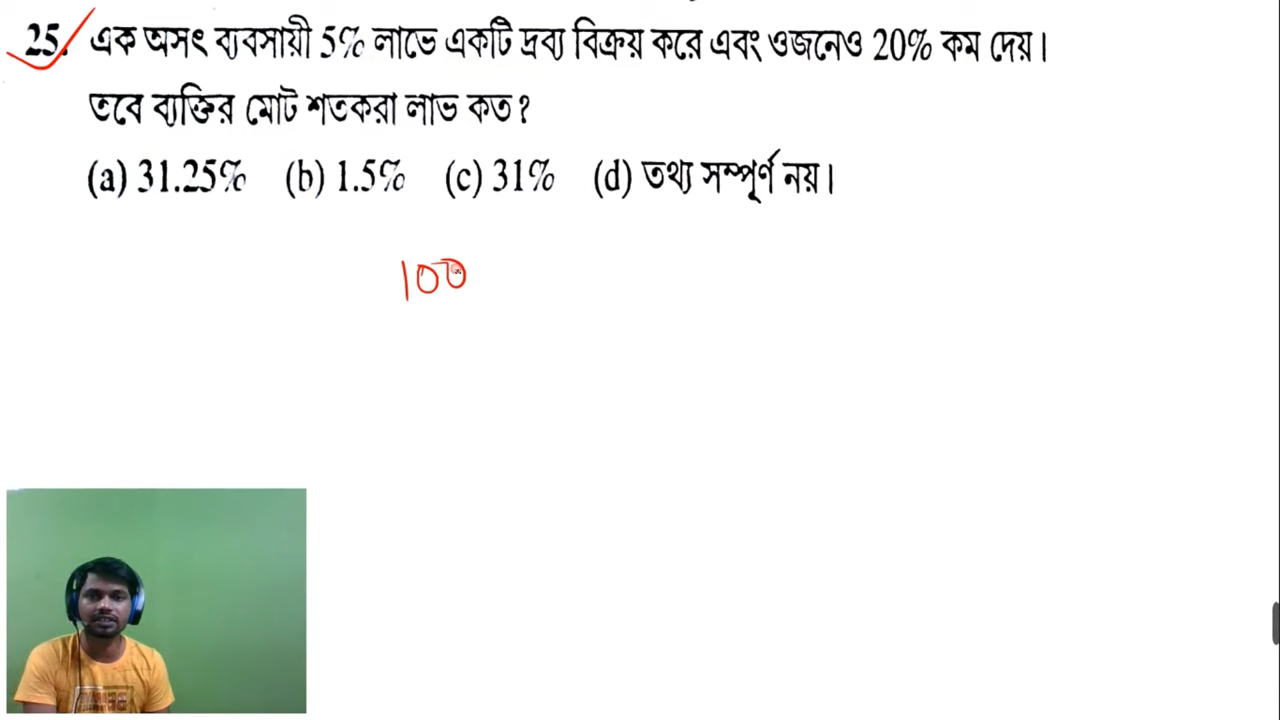 25. এক অসৎ ব্যবসায়ী 5% লাভে একটি দ্রব্য বিক্রয় করে এবং ওজনেও 20% কম দেয়।
তবে ব্যক্তির মোট শতকরা লাভ কত?
(a) 31.25% (b) 1.5% (c) 31% (d) তথ্য সম্পূর্ণ নয়।
100